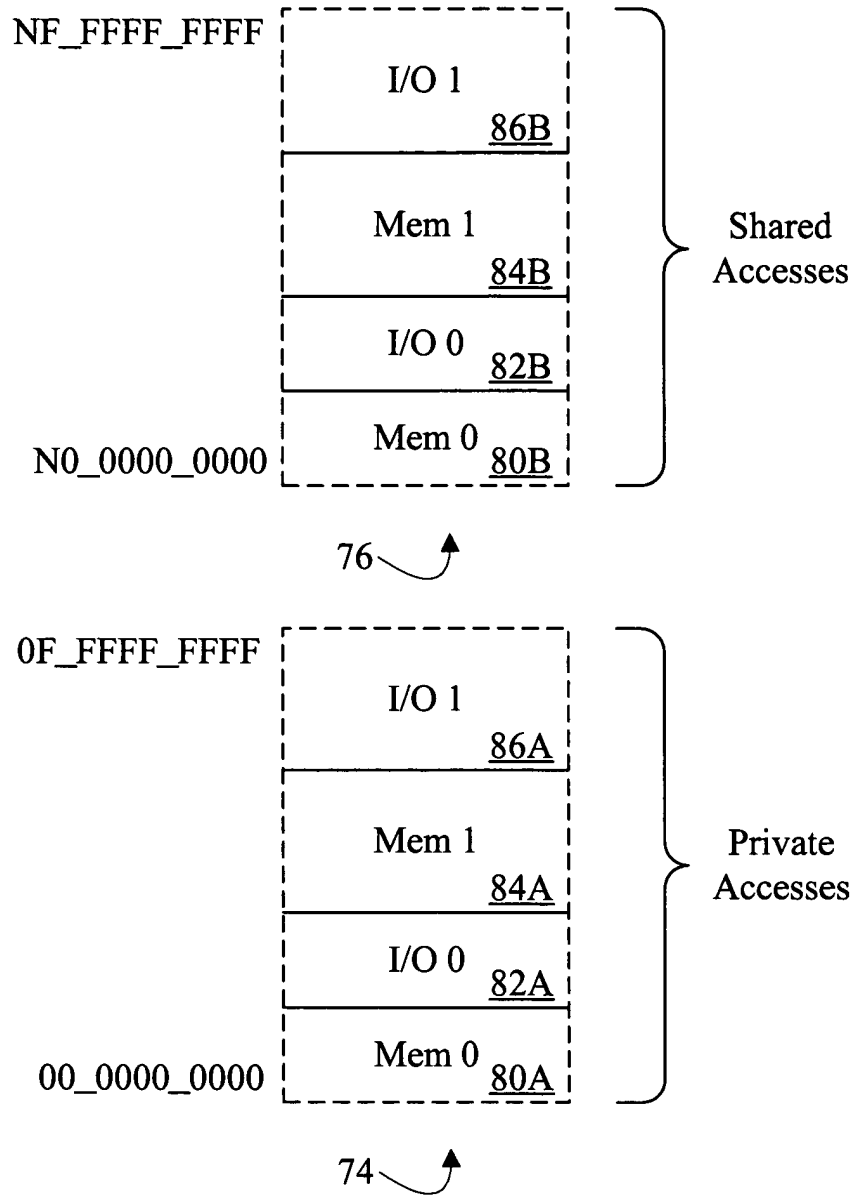 NF_FFFF_FFFF
I/O 1
86B
Mem 1
84B
Shared
Accesses
I/O 0
82B
Mem 0
80B
N0_0000_0000
76
0F_FFFF_FFFF
I/O 1
86A
Mem 1
84A
Private
Accesses
I/O 0
82A
Mem 0
80A
00_0000_0000
74